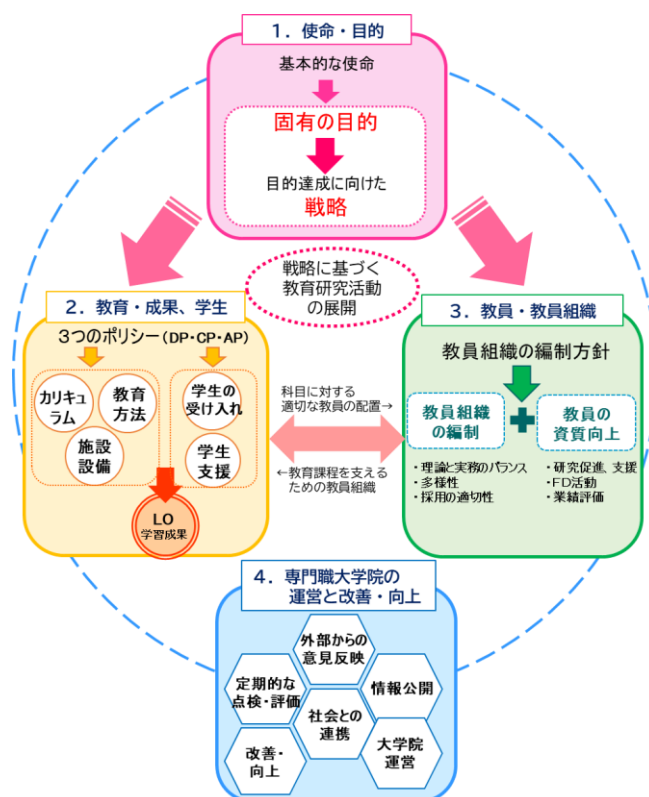 1．使命・目的
基本的な使命
固有の目的
目的達成に向けた
戦略
戦略に基づく
教育研究活動
の展開
2．教育・成果、学生
3つのポリシー（DP・CP・AP）
カリキュ
ラム
教育
方法
施設
設備
学生の
受け入れ
学生
支援
LO
学習成果
科目に対する
適切な教員の配置→
←教育課程を支える
ための教員組織
3．教員・教員組織
教員組織の編制方針
教員組織
の編制
教員の
資質向上
・理論と実務のバランス
・多様性
・採用の適切性
・研究促進、支援
・FD活動
・業績評価
4．専門職大学院の
運営と改善・向上
外部からの
意見反映
定期的な
点検・評価
情報公開
社会との
連携
改善・
向上
大学院
運営